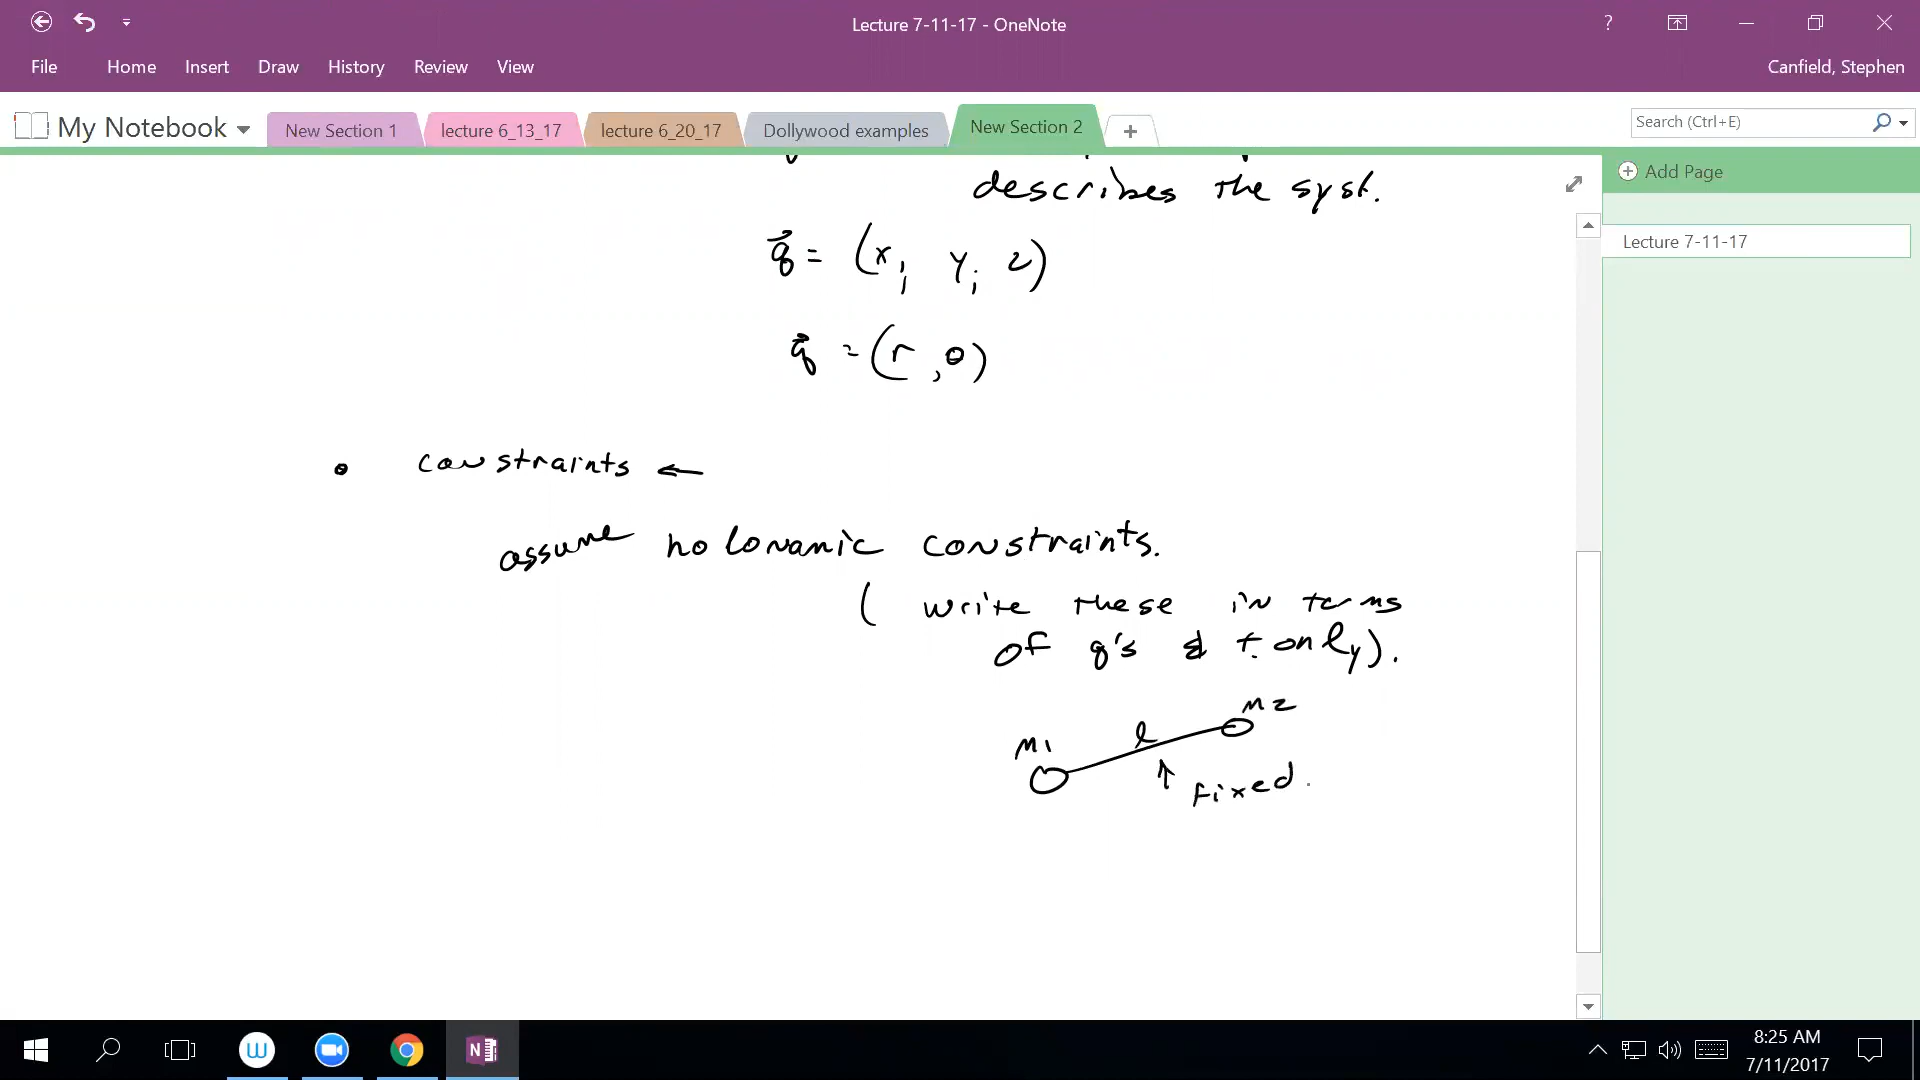 Lecture 7-11-17 - OneNote
?
File Home Insert Draw History Review View
Canfield, Stephen
My Notebook
New Section 1
lecture 6_13_17
lecture 6_20_17
Dollywood examples
New Section 2
+
Search (Ctrl+E)
Add Page
Lecture 7-11-17
describes the syst.
q⃗ = (x, y, z)
q⃗ = (r, θ)
• constraints ←
assume holonamic constraints.
( write these in terms
of q's & t only).
M1 l M2
↑ fixed.
W
N
8:25 AM
7/11/2017